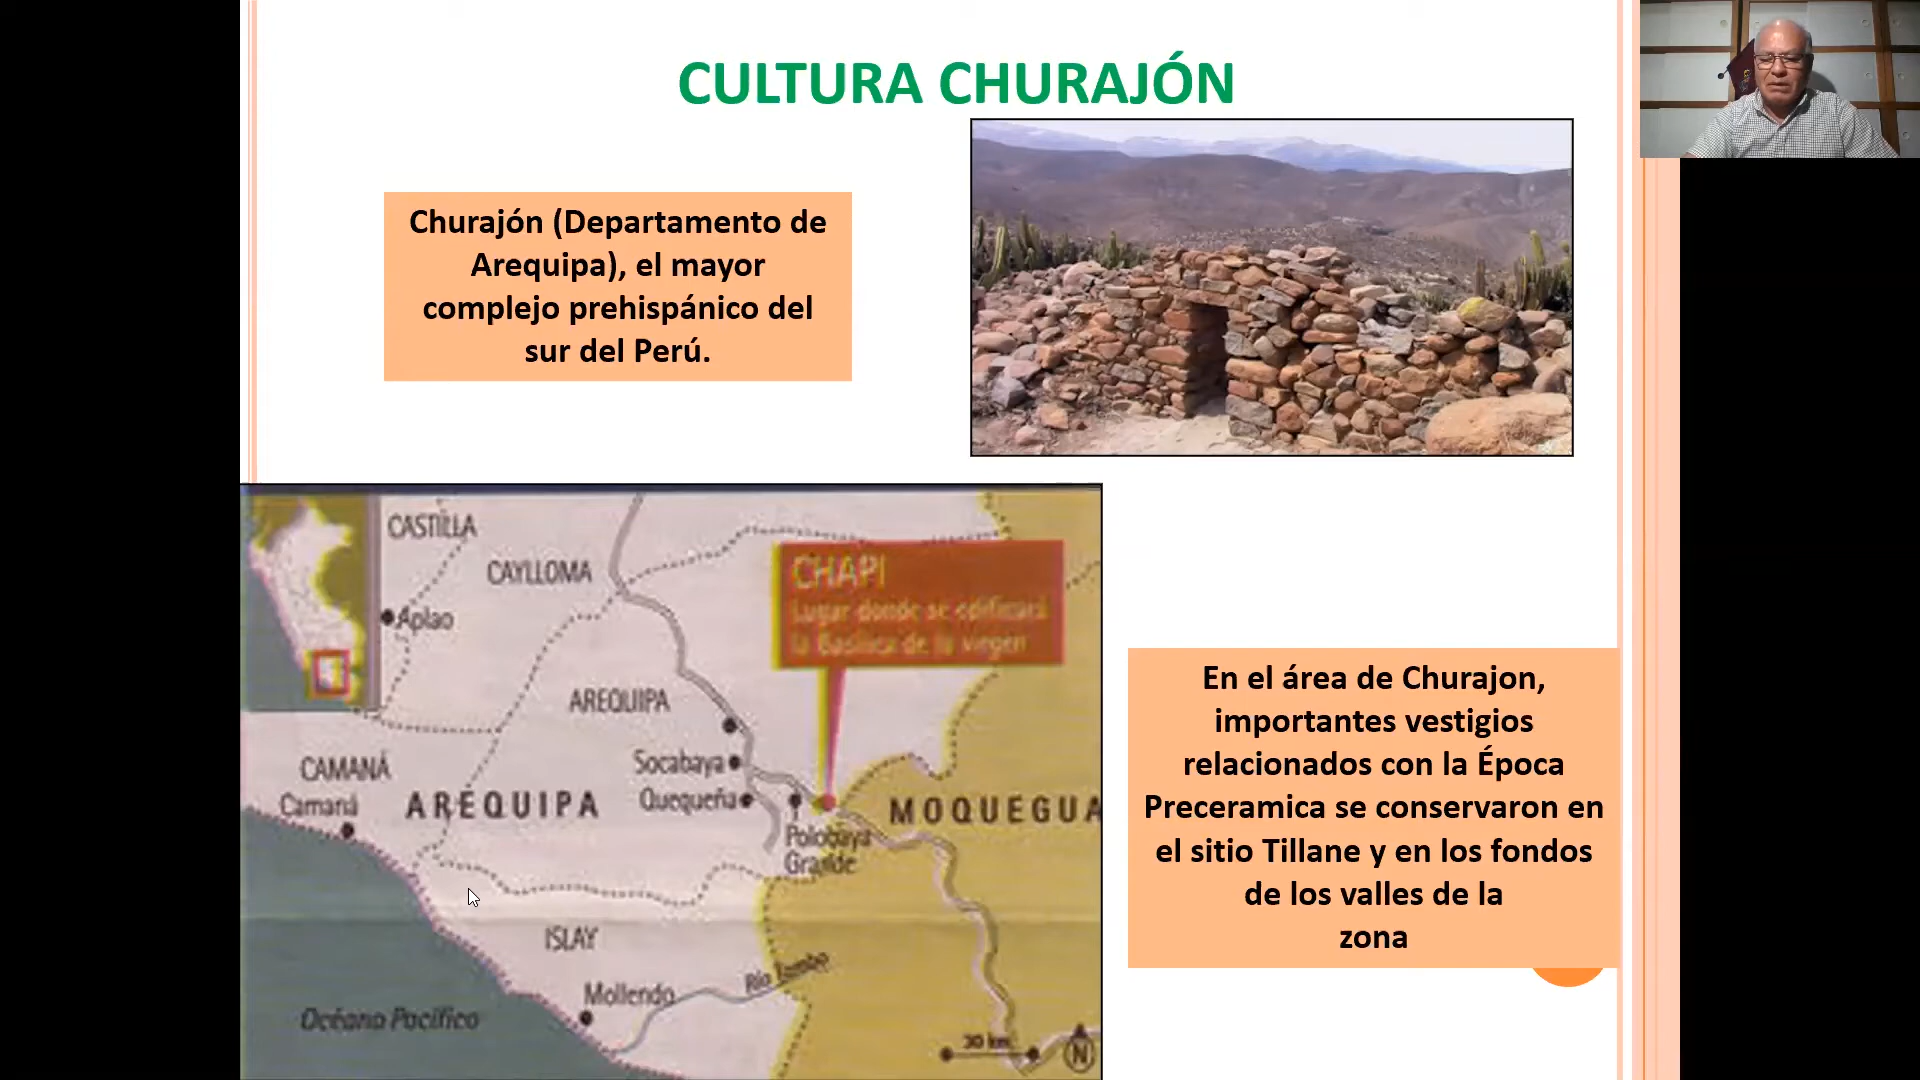 CULTURA CHURAJÓN
Churajón (Departamento de
Arequipa), el mayor
complejo prehispánico del
sur del Perú.
CASTILLA
CAYLLOMA
CHAPI
Lugar donde se edificará
la Basílica de la virgen
Aplao
AREQUIPA
Socabaya
CAMANÁ
Camaná
AREQUIPA
Quequeña
MOQUEGUA
Polobaya
Grande
ISLAY
Río Tambo
Mollendo
Océano Pacífico
30 km
N
En el área de Churajon,
importantes vestigios
relacionados con la Época
Preceramica se conservaron en
el sitio Tillane y en los fondos
de los valles de la
zona